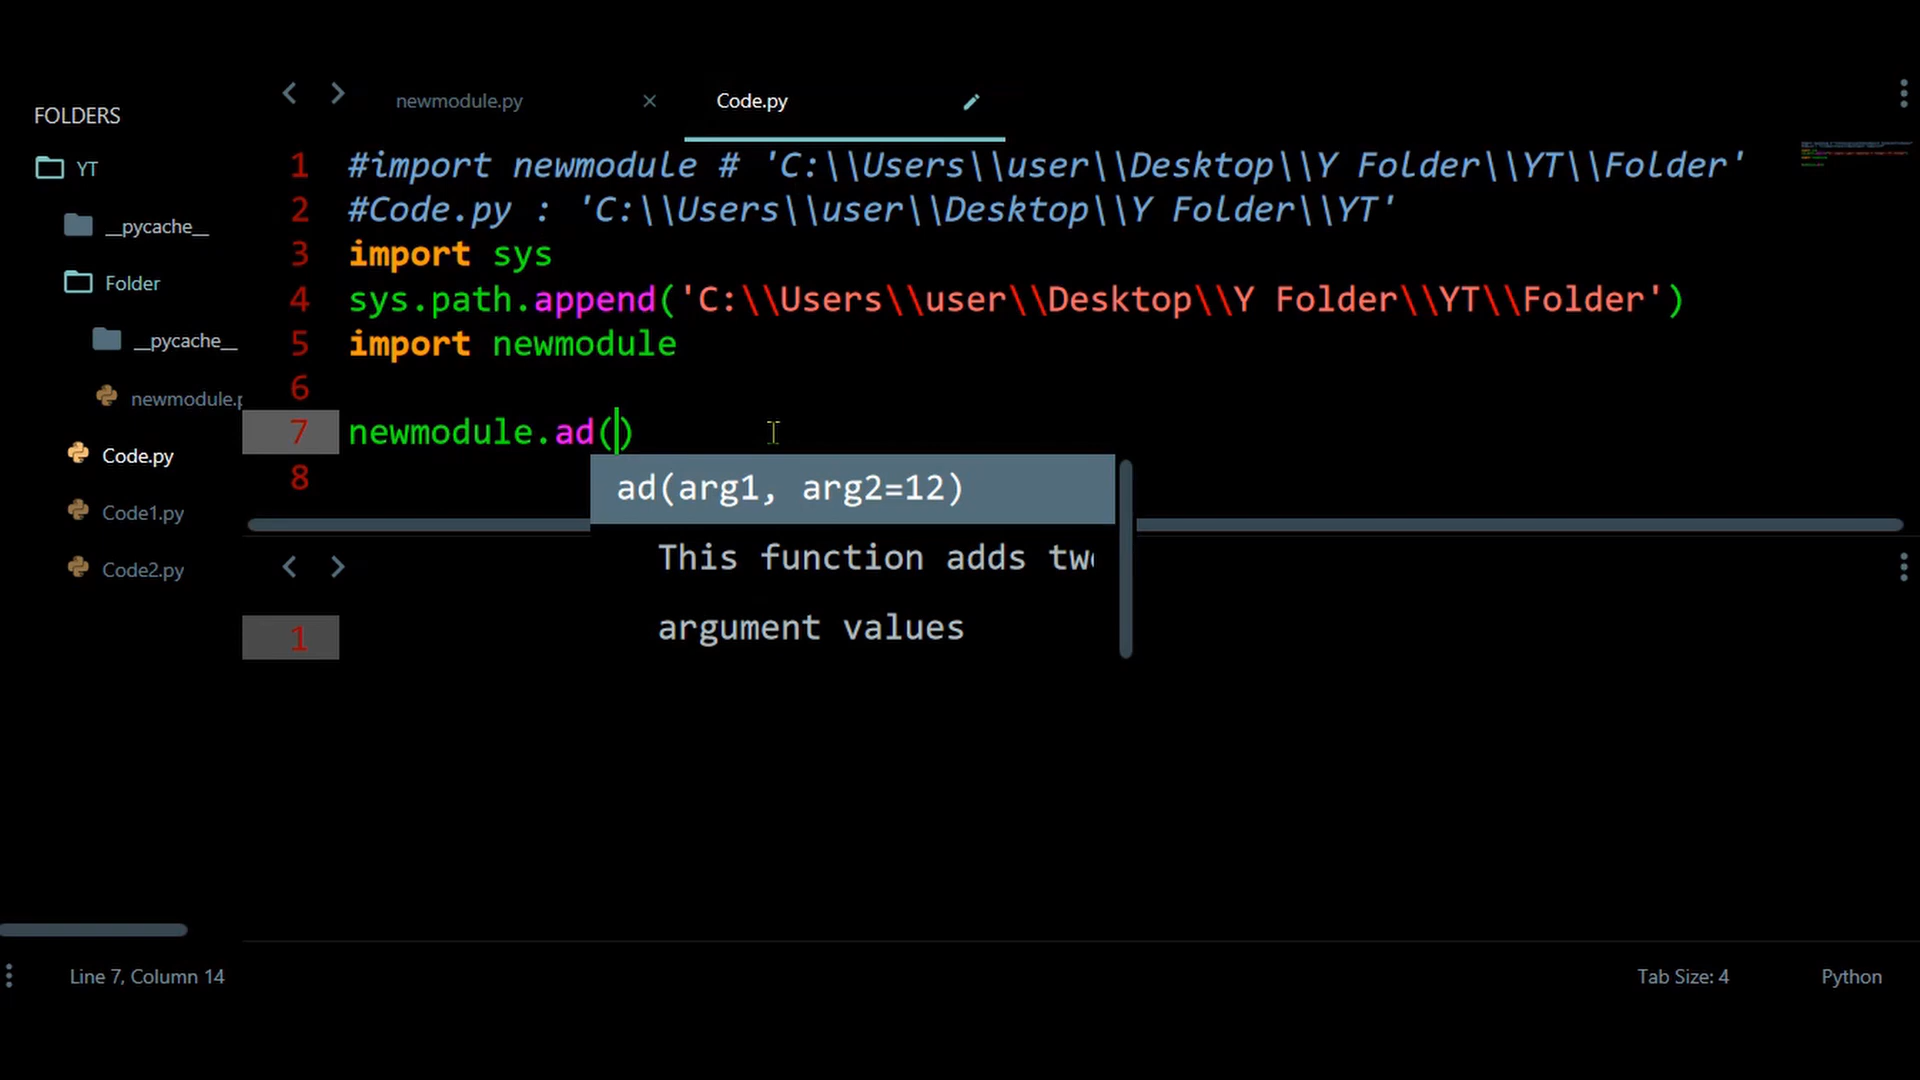 FOLDERS
YT
__pycache__
Folder
__pycache__
newmodule.p
Code.py
Code1.py
Code2.py
newmodule.py
Code.py
1 #import newmodule # 'C:\\Users\\user\\Desktop\\Y Folder\\YT\\Folder'
2 #Code.py : 'C:\\Users\\user\\Desktop\\Y Folder\\YT'
3 import sys
4 sys.path.append('C:\\Users\\user\\Desktop\\Y Folder\\YT\\Folder')
5 import newmodule
6
7 newmodule.ad()
8
ad(arg1, arg2=12)
This function adds two
argument values
1
Line 7, Column 14
Tab Size: 4
Python